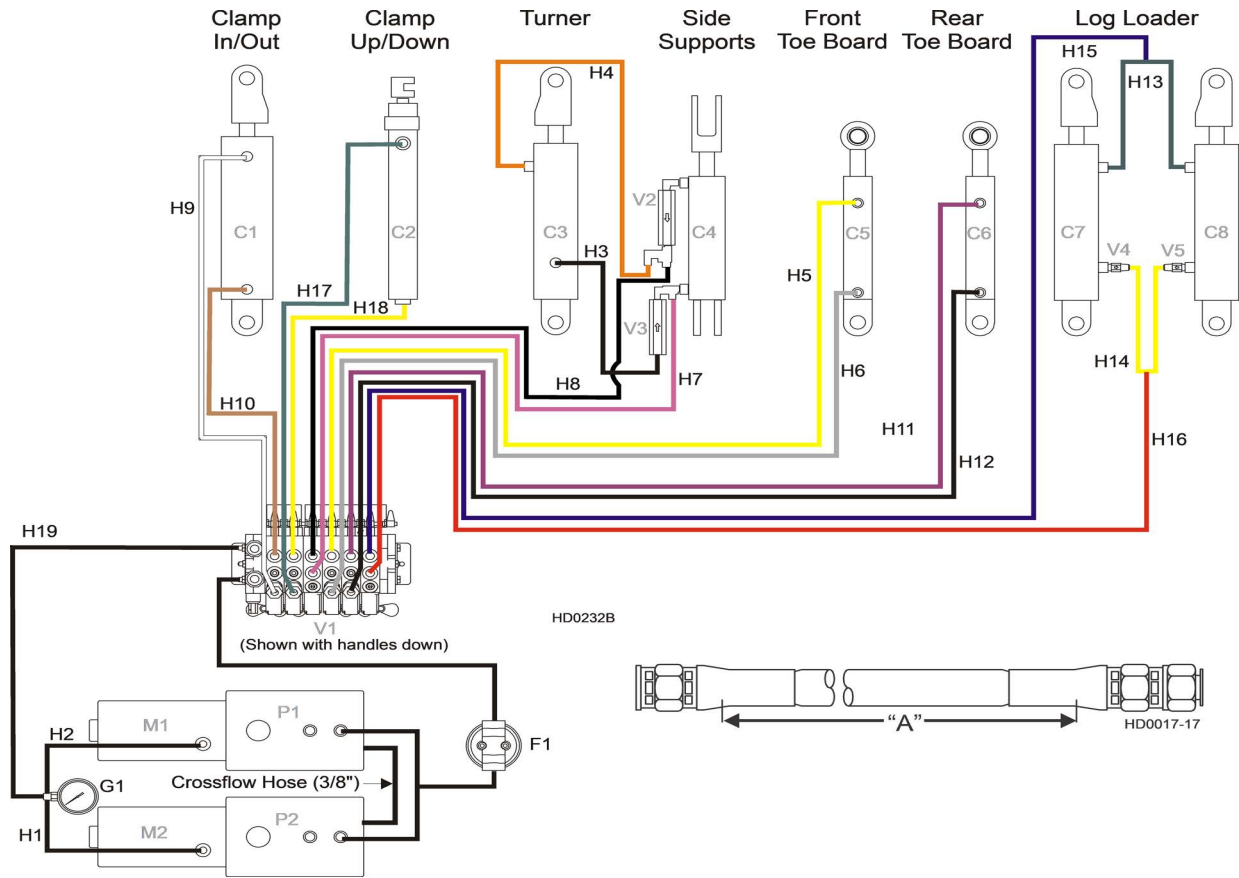 Clamp
In/Out
Clamp
Up/Down
Turner
Side
Supports
Front
Toe Board
Rear
Toe Board
Log Loader
H4
H15
H13
H9
V2
C1
C2
C3
C4
C5
C6
C7
C8
H3
H5
V4
V5
H17
H18
V3
H14
H7
H6
H8
H10
H11
H12
H16
H19
V1
(Shown with handles down)
HD0232B
"A"
HD0017-17
M1
P1
H2
F1
Crossflow Hose (3/8")
G1
H1
M2
P2